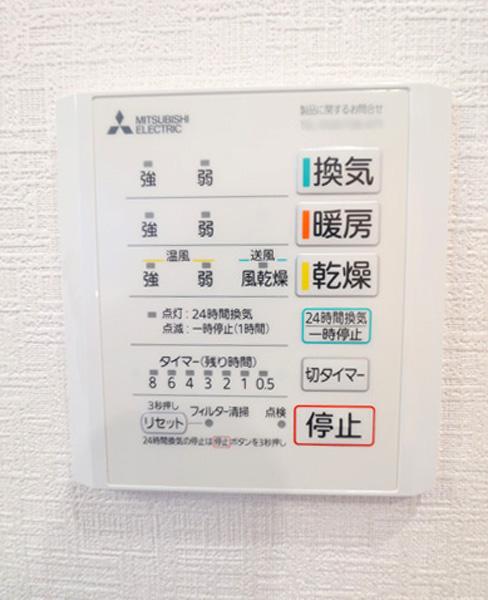 MITSUBISHI
ELECTRIC
製品に関するお問合せ
強 弱 換気
強 弱 暖房
温風 送風
強 弱 風乾燥 乾燥
点灯:24時間換気
点滅:一時停止(1時間)
24時間換気
一時停止
タイマー(残り時間)
8 6 4 3 2 1 0.5
切タイマー
3秒押し
リセット フィルター清掃 点検
停止
24時間換気の停止は停止ボタンを3秒押し